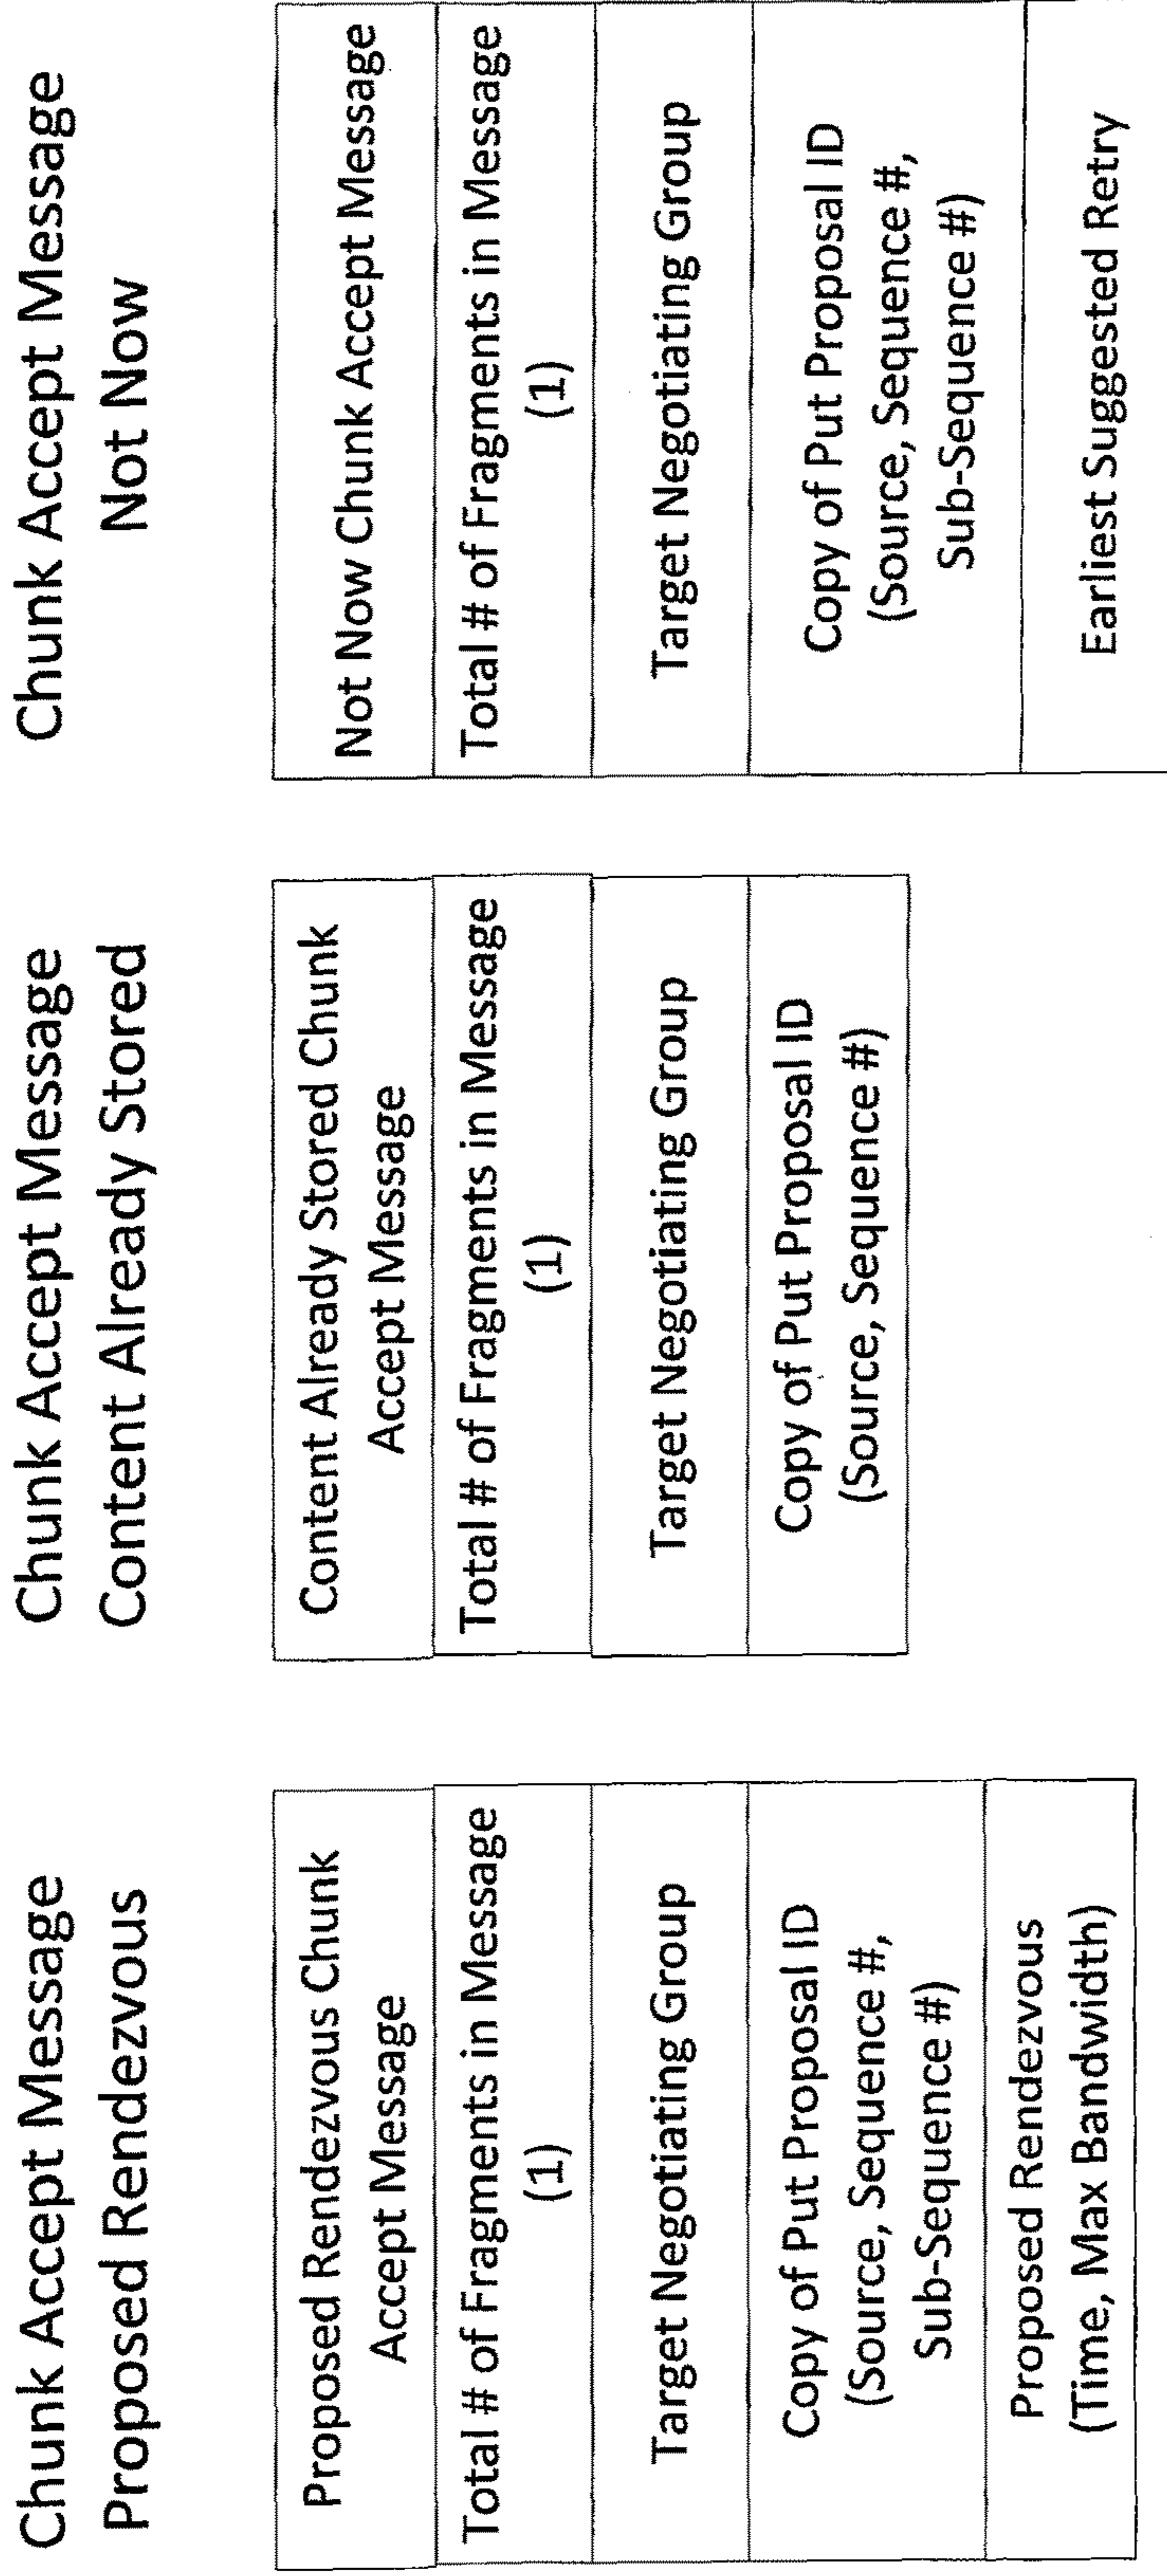 Chunk Accept Message
Proposed Rendezvous
Proposed Rendezvous Chunk
Accept Message
Total # of Fragments in Message
(1)
Target Negotiating Group
Copy of Put Proposal ID
(Source, Sequence #,
Sub-Sequence #)
Proposed Rendezvous
(Time, Max Bandwidth)
Chunk Accept Message
Content Already Stored
Content Already Stored Chunk
Accept Message
Total # of Fragments in Message
(1)
Target Negotiating Group
Copy of Put Proposal ID
(Source, Sequence #)
Chunk Accept Message
Not Now
Not Now Chunk Accept Message
Total # of Fragments in Message
(1)
Target Negotiating Group
Copy of Put Proposal ID
(Source, Sequence #,
Sub-Sequence #)
Earliest Suggested Retry